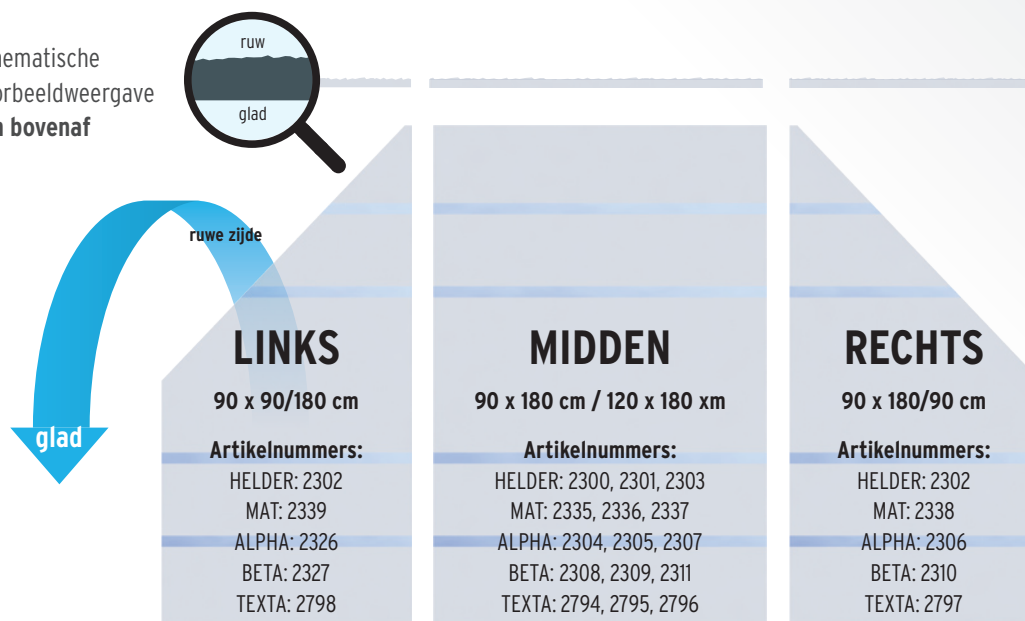 ruw
glad
hematische
orbeeldweergave
bovenaf
ruwe zijde
glad
LINKS
90 x 90/180 cm
Artikelnummers:
HELDER: 2302
MAT: 2339
ALPHA: 2326
BETA: 2327
TEXTA: 2798
MIDDEN
90 x 180 cm / 120 x 180 xm
Artikelnummers:
HELDER: 2300, 2301, 2303
MAT: 2335, 2336, 2337
ALPHA: 2304, 2305, 2307
BETA: 2308, 2309, 2311
TEXTA: 2794, 2795, 2796
RECHTS
90 x 180/90 cm
Artikelnummers:
HELDER: 2302
MAT: 2338
ALPHA: 2306
BETA: 2310
TEXTA: 2797